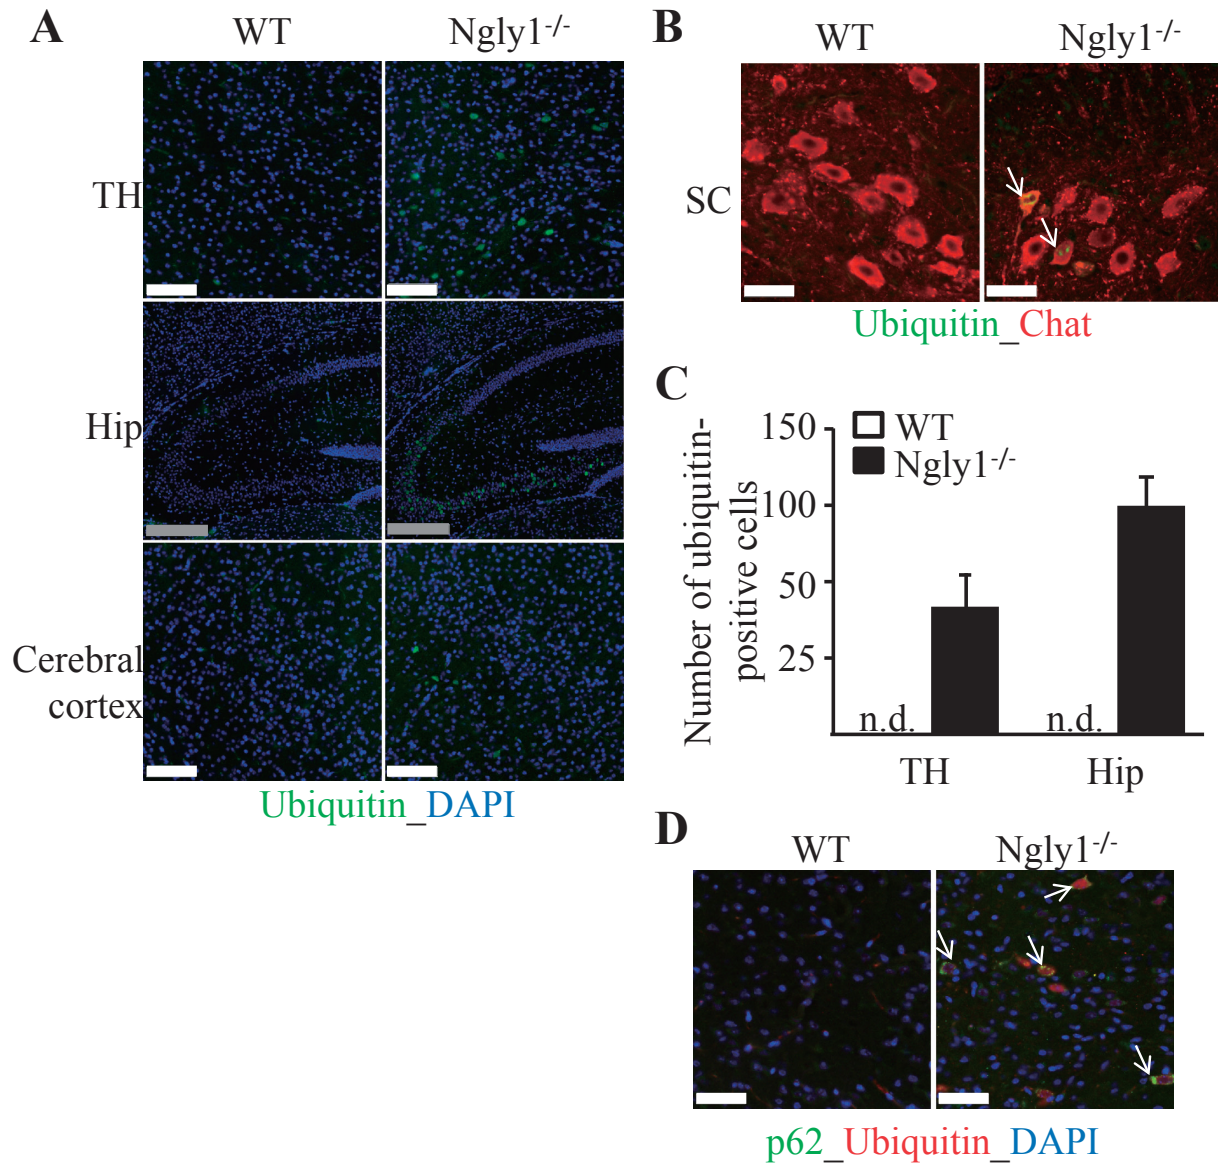 A
WT
Ngly1-/-
TH
Hip
Cerebral
cortex
Ubiquitin_DAPI
B
WT
Ngly1-/-
SC
Ubiquitin_Chat
C
Number of ubiquitin-
positive cells
150
100
50
25
WT
Ngly1-/-
n.d.
n.d.
TH
Hip
D
WT
Ngly1-/-
p62_Ubiquitin_DAPI